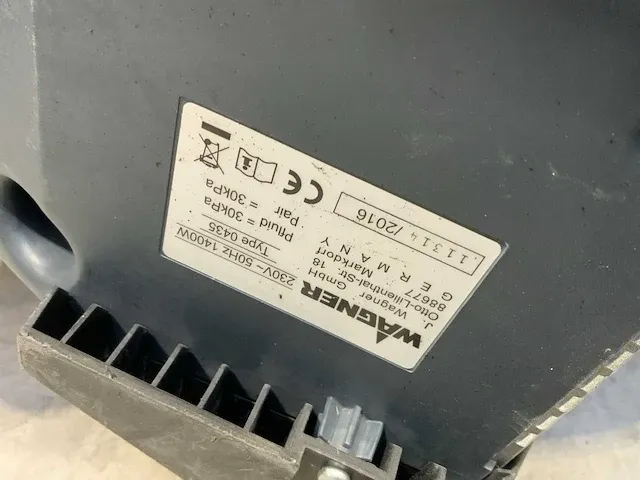 WAGNER
J. Wagner GmbH
Otto-Lilienthal-Str. 18
88677 Markdorf
GERMANY
11314/2016
230V~ 50Hz 1400W
Type 0435
Pfluid = 30kPa
Pair = 30kPa
CE
i